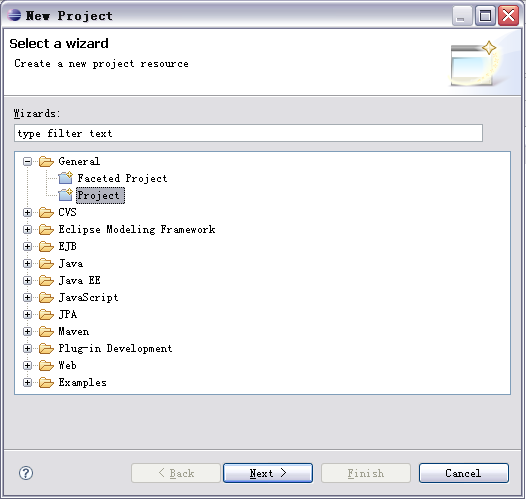 New Project
Select a wizard
Create a new project resource
Wizards:
type filter text
General
Faceted Project
Project
CVS
Eclipse Modeling Framework
EJB
Java
Java EE
JavaScript
JPA
Maven
Plug-in Development
Web
Examples
? < Back Next > Finish Cancel